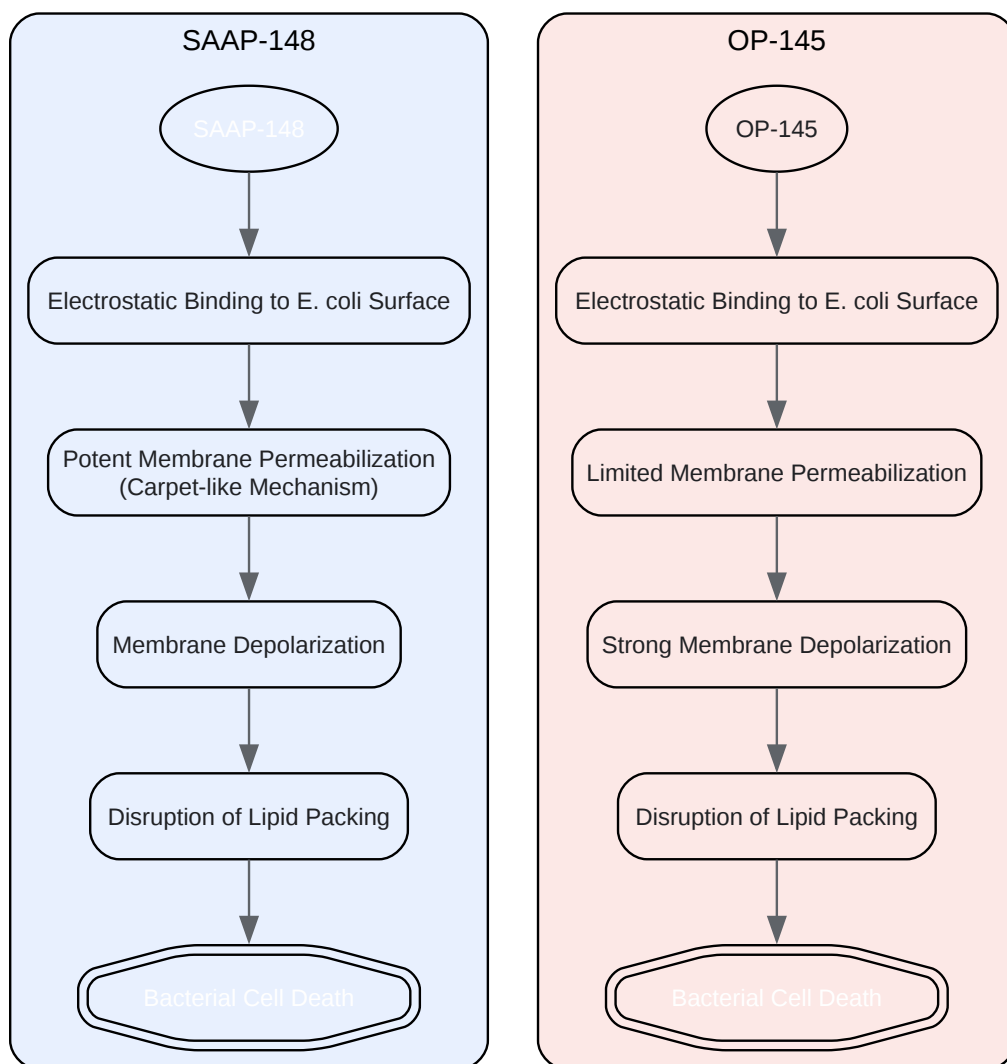 SAAP-148
SAAP-148
Electrostatic Binding to E. coli Surface
Potent Membrane Permeabilization
(Carpet-like Mechanism)
Membrane Depolarization
Disruption of Lipid Packing
Bacterial Cell Death
OP-145
OP-145
Electrostatic Binding to E. coli Surface
Limited Membrane Permeabilization
Strong Membrane Depolarization
Disruption of Lipid Packing
Bacterial Cell Death